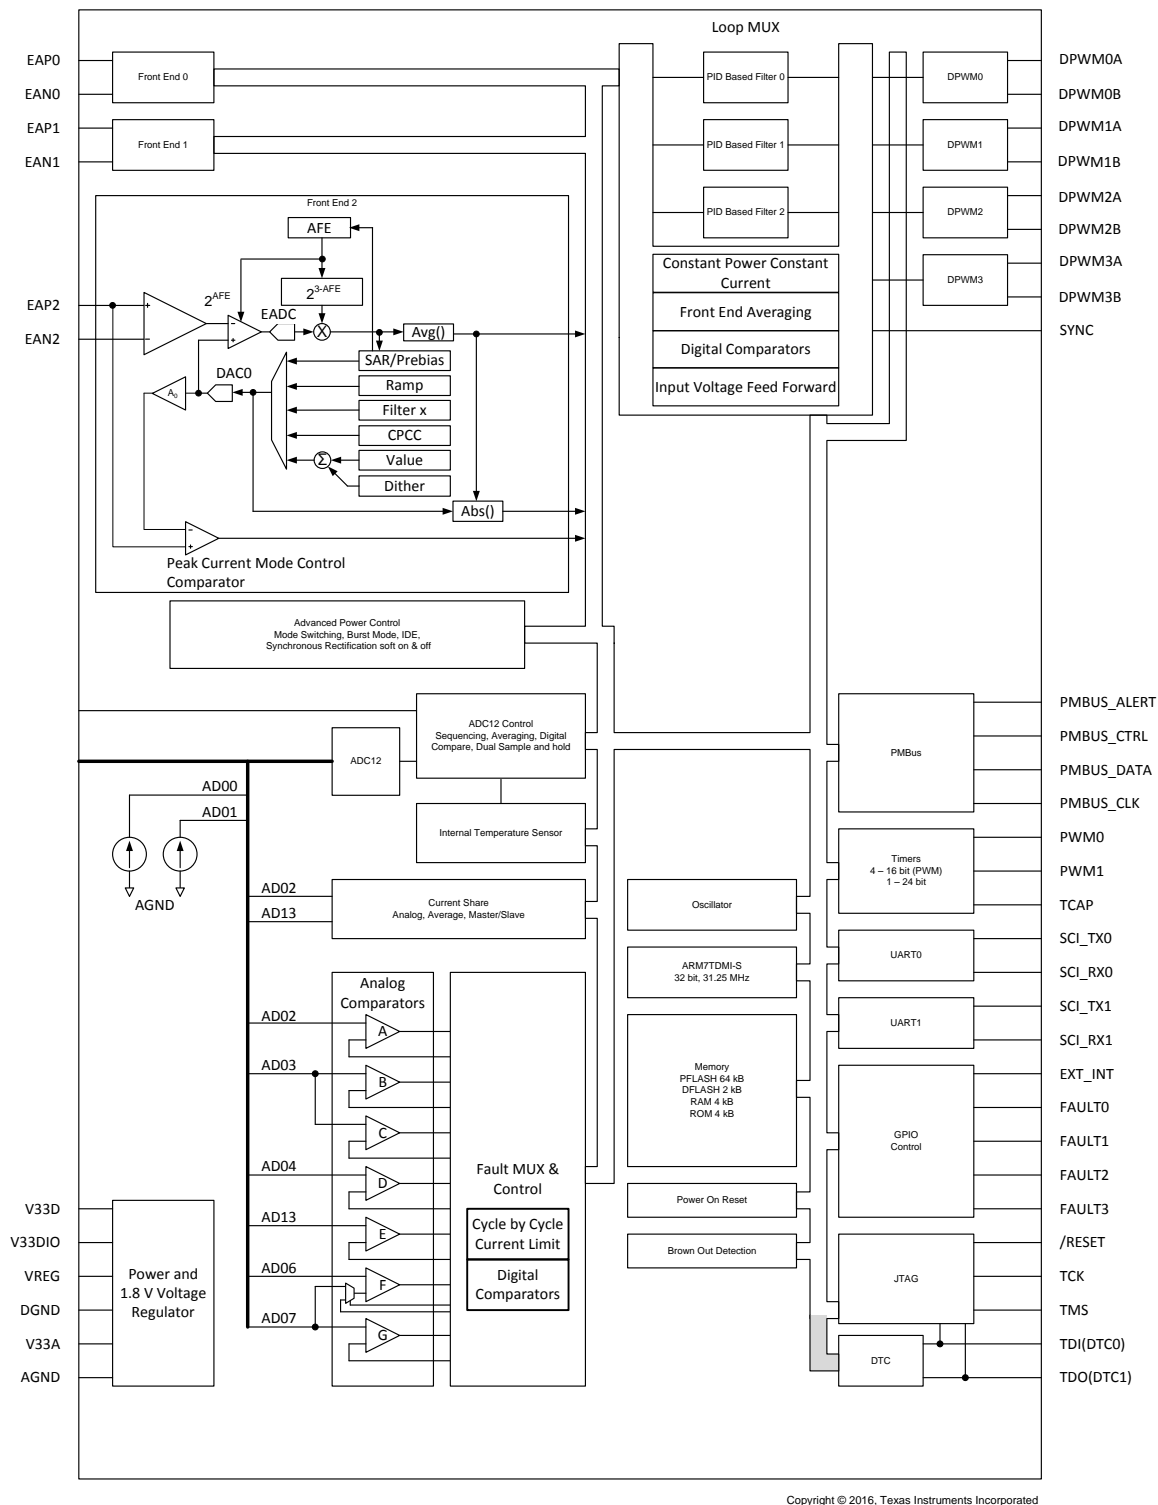 Loop MUX
EAP0
EAN0
EAP1
EAN1
Front End 0
Front End 1
PID Based Filter 0
PID Based Filter 1
PID Based Filter 2
DPWM0
DPWM1
DPWM2
DPWM3
DPWM0A
DPWM0B
DPWM1A
DPWM1B
DPWM2A
DPWM2B
DPWM3A
DPWM3B
SYNC
Constant Power Constant
Current
Front End Averaging
Digital Comparators
Input Voltage Feed Forward
Front End 2
AFE
2^AFE
2^3-AFE
EAP2
EAN2
EADC
X
Avg()
SAR/Prebias
DAC0
A0
Ramp
Filter x
CPCC
Value
Σ
Dither
Abs()
Peak Current Mode Control
Comparator
Advanced Power Control
Mode Switching, Burst Mode, IDE,
Synchronous Rectification soft on & off
ADC12 Control
Sequencing, Averaging, Digital
Compare, Dual Sample and hold
ADC12
AD00
AD01
AGND
Internal Temperature Sensor
AD02
AD13
Current Share
Analog, Average, Master/Slave
Analog
Comparators
AD02
A
AD03
B
C
AD04
D
AD13
E
AD06
F
AD07
G
Fault MUX &
Control
Cycle by Cycle
Current Limit
Digital
Comparators
V33D
V33DIO
VREG
DGND
V33A
AGND
Power and
1.8 V Voltage
Regulator
Oscillator
ARM7TDMI-S
32 bit, 31.25 MHz
Memory
PFLASH 64 kB
DFLASH 2 kB
RAM 4 kB
ROM 4 kB
Power On Reset
Brown Out Detection
PMBus
PMBUS_ALERT
PMBUS_CTRL
PMBUS_DATA
PMBUS_CLK
Timers
4 – 16 bit (PWM)
1 – 24 bit
PWM0
PWM1
TCAP
UART0
SCI_TX0
SCI_RX0
UART1
SCI_TX1
SCI_RX1
GPIO
Control
EXT_INT
FAULT0
FAULT1
FAULT2
FAULT3
JTAG
/RESET
TCK
TMS
DTC
TDI(DTC0)
TDO(DTC1)
Copyright © 2016, Texas Instruments Incorporated